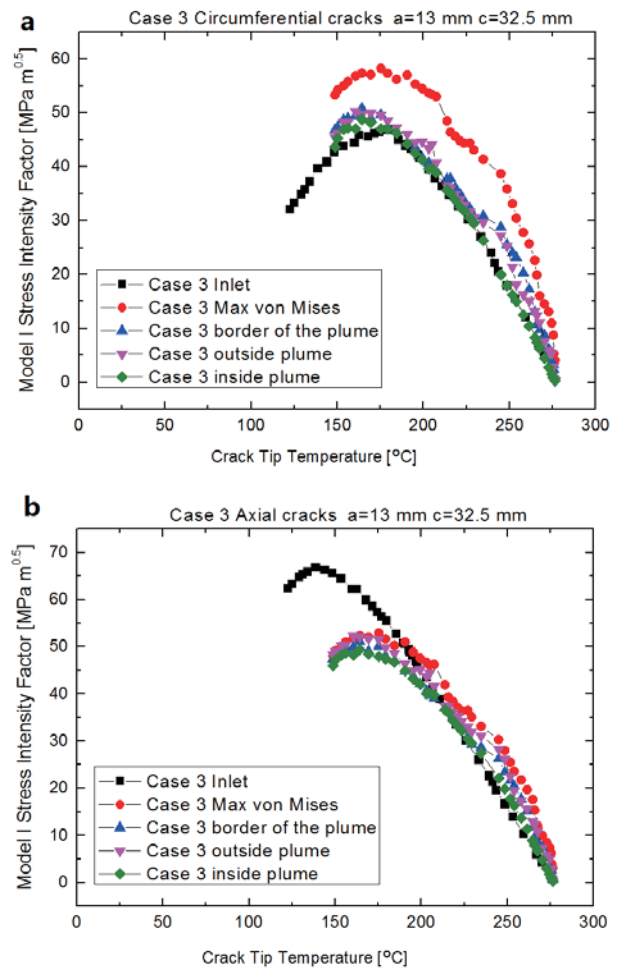 a
Case 3 Circumferential cracks a=13 mm c=32.5 mm
Model I Stress Intensity Factor [MPa m^0.5]
60
50
40
30
20
10
0
Case 3 Inlet
Case 3 Max von Mises
Case 3 border of the plume
Case 3 outside plume
Case 3 inside plume
0 50 100 150 200 250 300
Crack Tip Temperature [°C]
b
Case 3 Axial cracks a=13 mm c=32.5 mm
Model I Stress Intensity Factor [MPa m^0.5]
70
60
50
40
30
20
10
0
Case 3 Inlet
Case 3 Max von Mises
Case 3 border of the plume
Case 3 outside plume
Case 3 inside plume
0 50 100 150 200 250 300
Crack Tip Temperature [°C]